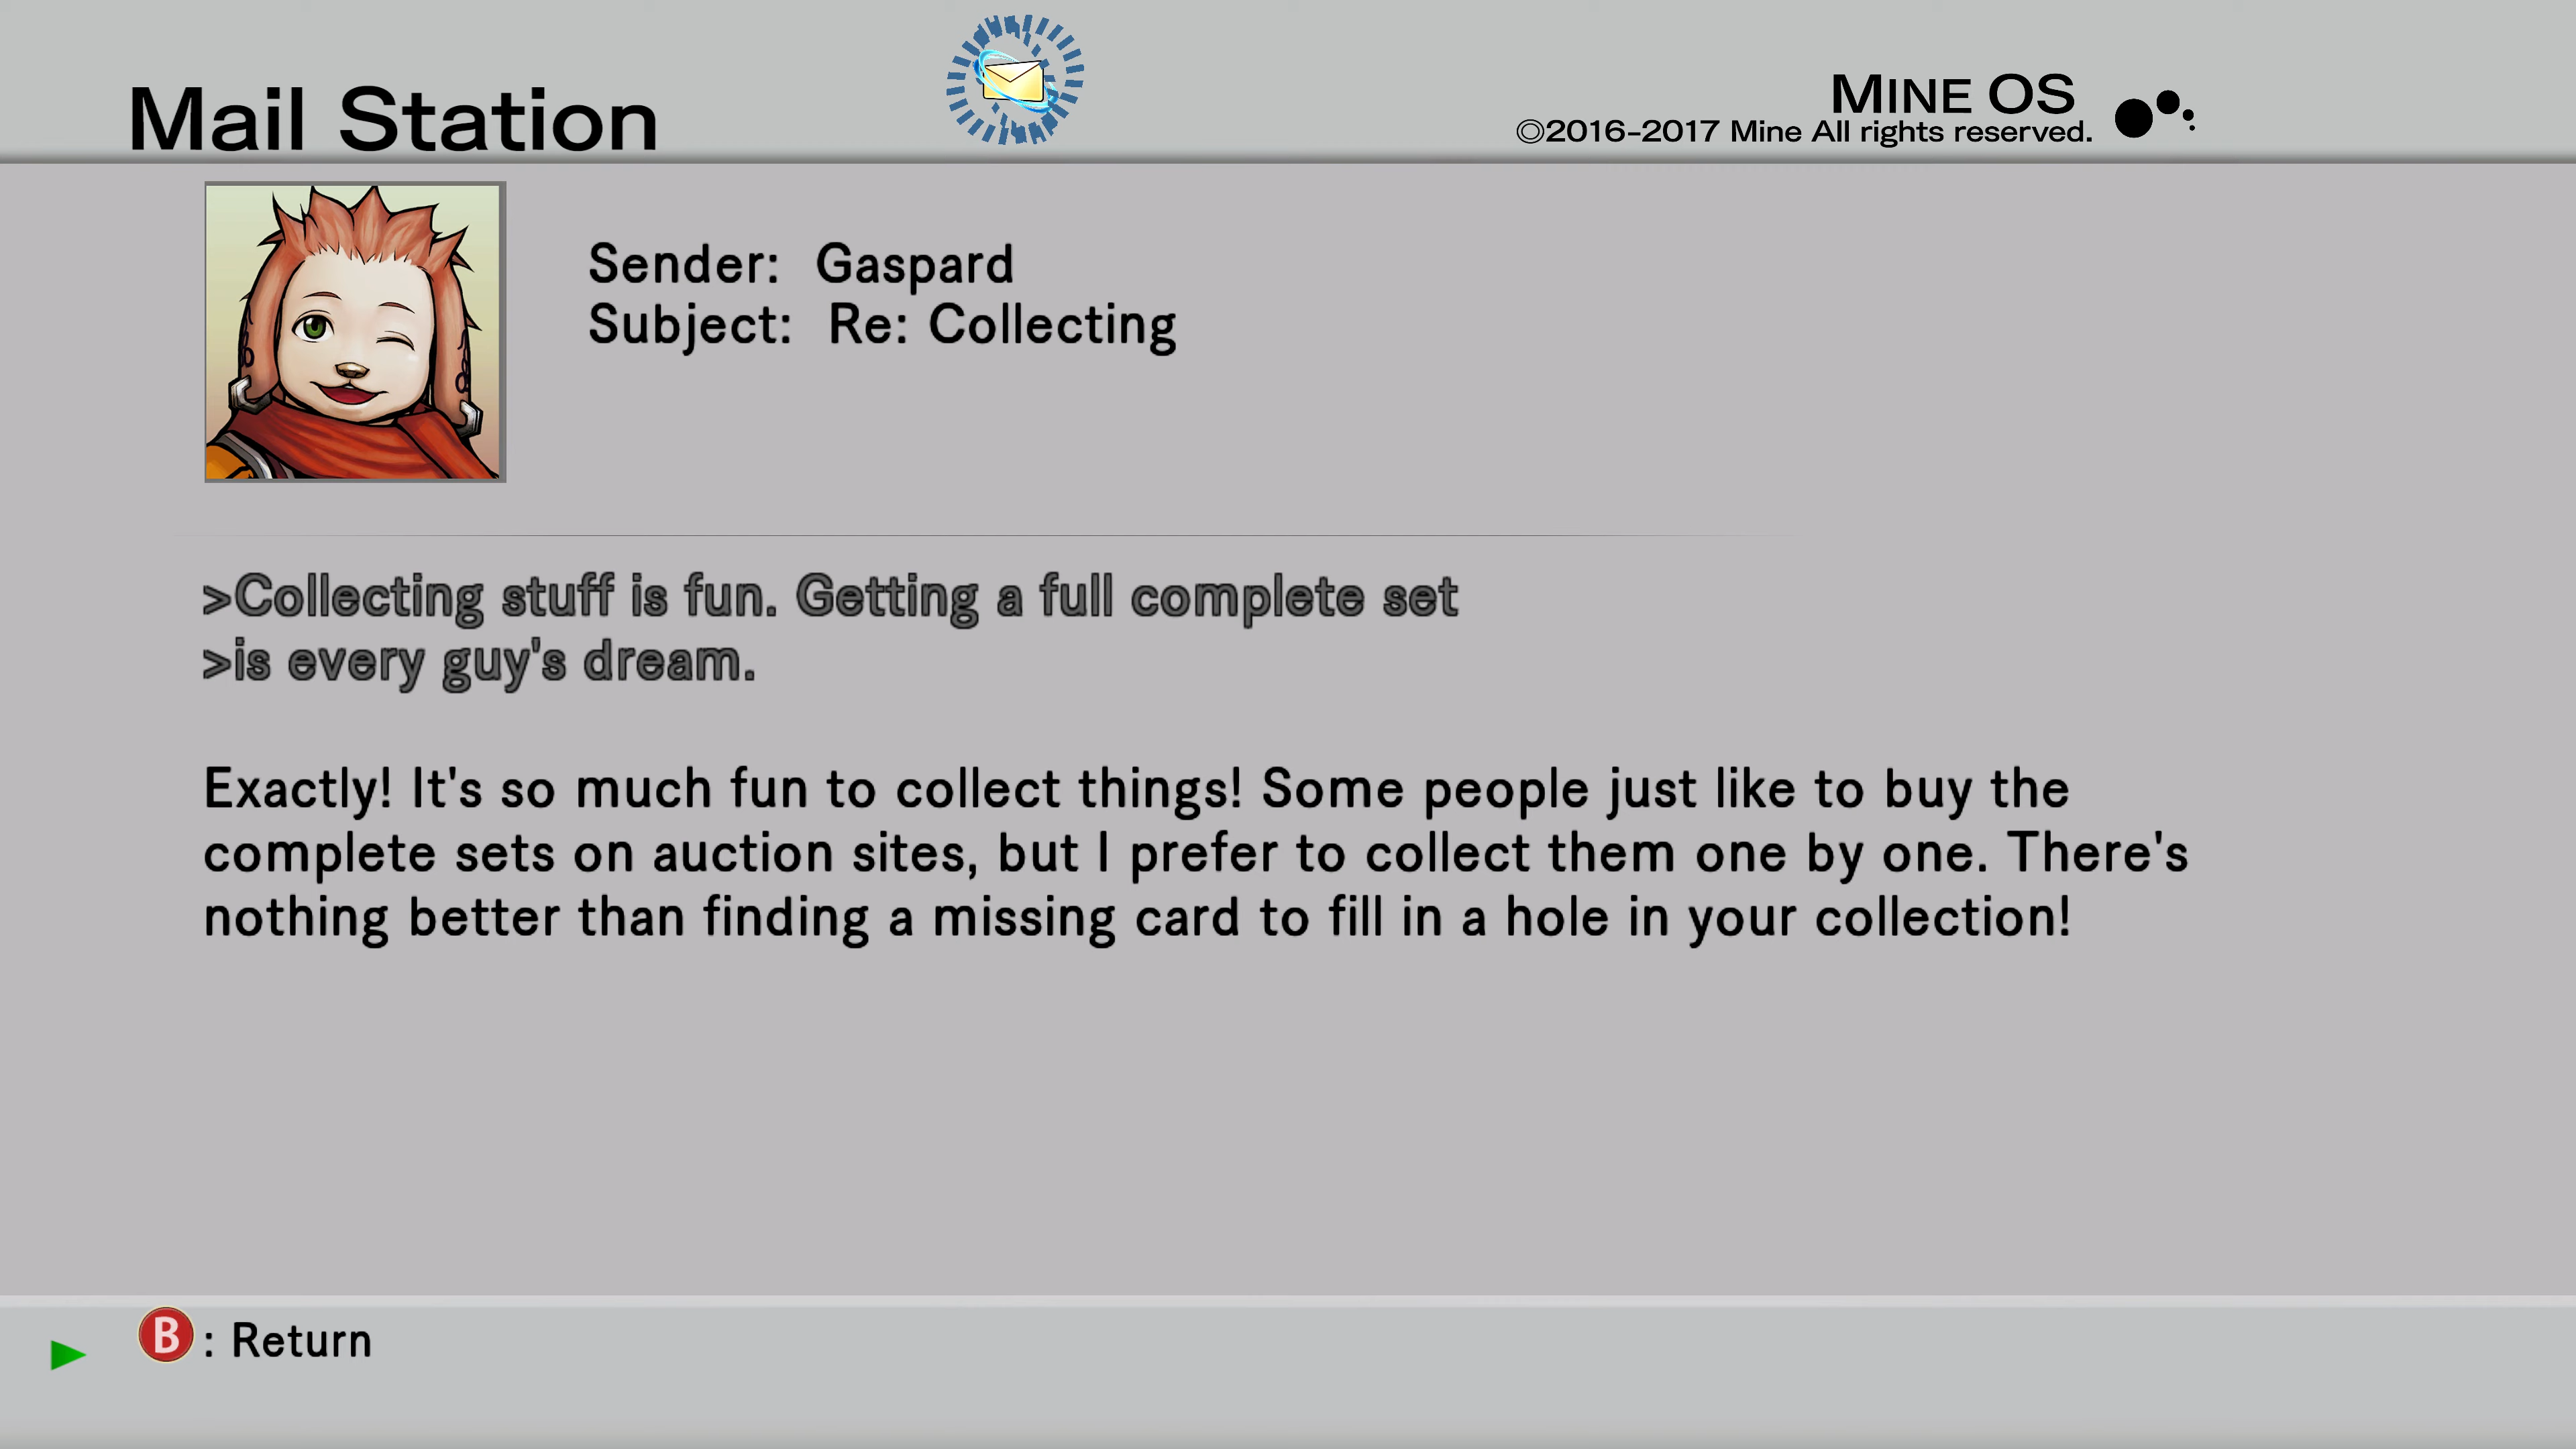 Mail Station
MINE OS
©2016-2017 Mine All rights reserved.
Sender: Gaspard
Subject: Re: Collecting
>Collecting stuff is fun. Getting a full complete set
>is every guy's dream.
Exactly! It's so much fun to collect things! Some people just like to buy the
complete sets on auction sites, but I prefer to collect them one by one. There's
nothing better than finding a missing card to fill in a hole in your collection!
B : Return